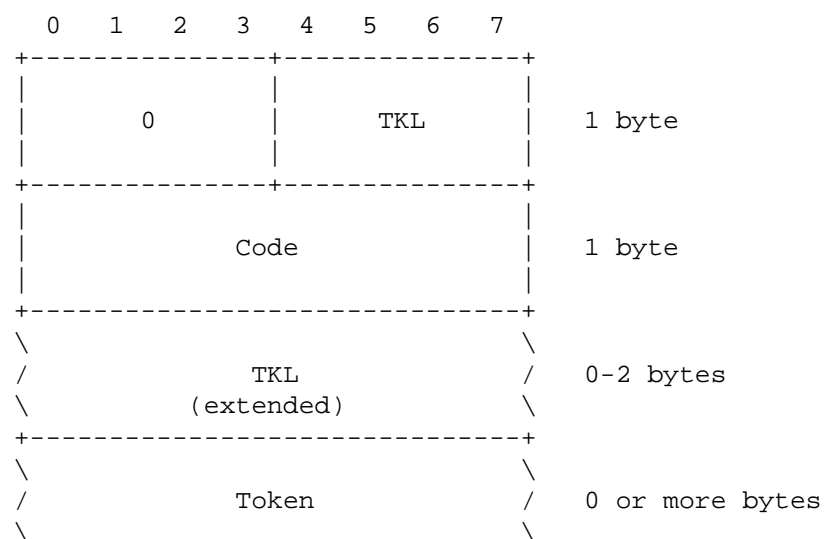 0 1 2 3 4 5 6 7
0 TKL 1 byte
Code 1 byte
TKL 0-2 bytes
(extended)
Token 0 or more bytes